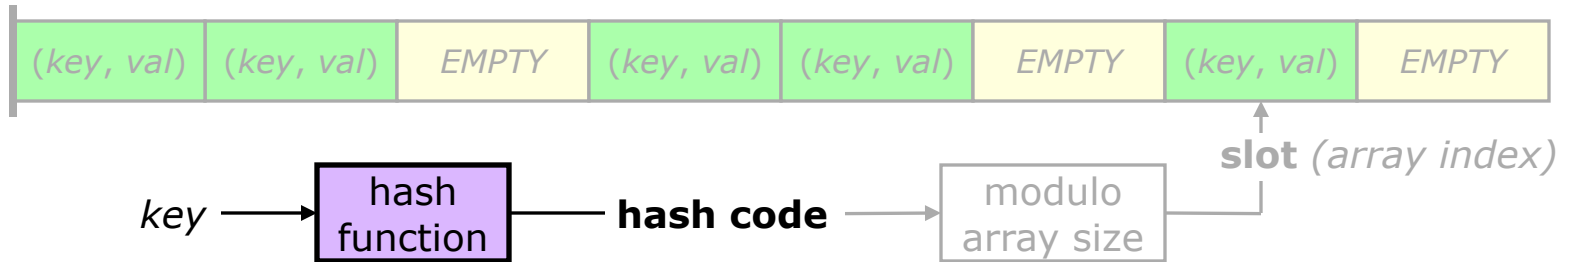 (key, val) (key, val) EMPTY (key, val) (key, val) EMPTY (key, val) EMPTY
slot (array index)
key
hash
function
hash code
modulo
array size